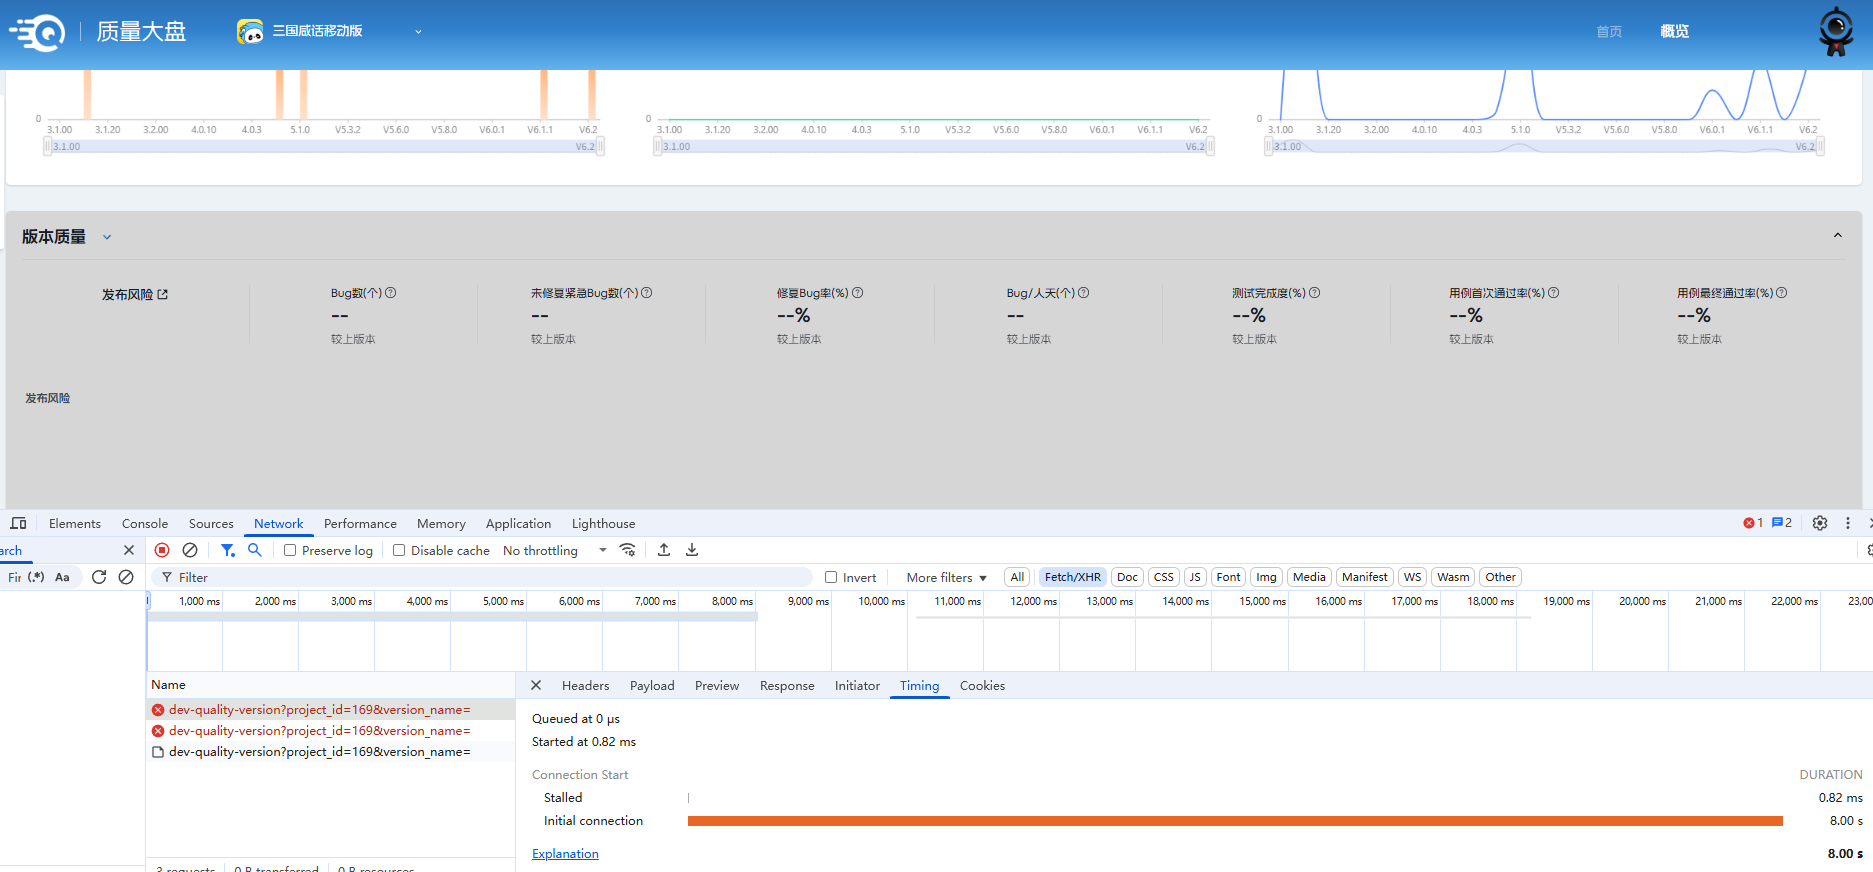 质量大盘
三国咸话移动版
首页
概览
0
3.1.00 3.1.20 3.2.00 4.0.10 4.0.3 5.1.0 V5.3.2 V5.6.0 V5.8.0 V6.0.1 V6.1.1 V6.2
3.1.00 V6.2
0
3.1.00 3.1.20 3.2.00 4.0.10 4.0.3 5.1.0 V5.3.2 V5.6.0 V5.8.0 V6.0.1 V6.1.1 V6.2
3.1.00 V6.2
0
3.1.00 3.1.20 3.2.00 4.0.10 4.0.3 5.1.0 V5.3.2 V5.6.0 V5.8.0 V6.0.1 V6.1.1 V6.2
3.1.00 V6.2
版本质量
发布风险
Bug数(个)
--
较上版本
未修复紧急Bug数(个)
--
较上版本
修复Bug率(%)
--%
较上版本
Bug/人天(个)
--
较上版本
测试完成度(%)
--%
较上版本
用例首次通过率(%)
--%
较上版本
用例最终通过率(%)
--%
较上版本
发布风险
Elements Console Sources Network Performance Memory Application Lighthouse 1 2
arch Preserve log Disable cache No throttling
Fir (.*) Aa Filter Invert More filters All Fetch/XHR Doc CSS JS Font Img Media Manifest WS Wasm Other
1,000 ms 2,000 ms 3,000 ms 4,000 ms 5,000 ms 6,000 ms 7,000 ms 8,000 ms 9,000 ms 10,000 ms 11,000 ms 12,000 ms 13,000 ms 14,000 ms 15,000 ms 16,000 ms 17,000 ms 18,000 ms 19,000 ms 20,000 ms 21,000 ms 22,000 ms 23,00
Name
dev-quality-version?project_id=169&version_name=
dev-quality-version?project_id=169&version_name=
dev-quality-version?project_id=169&version_name=
3 requests 0 B transferred 0 B resources
Headers Payload Preview Response Initiator Timing Cookies
Queued at 0 μs
Started at 0.82 ms
Connection Start DURATION
Stalled 0.82 ms
Initial connection 8.00 s
Explanation 8.00 s